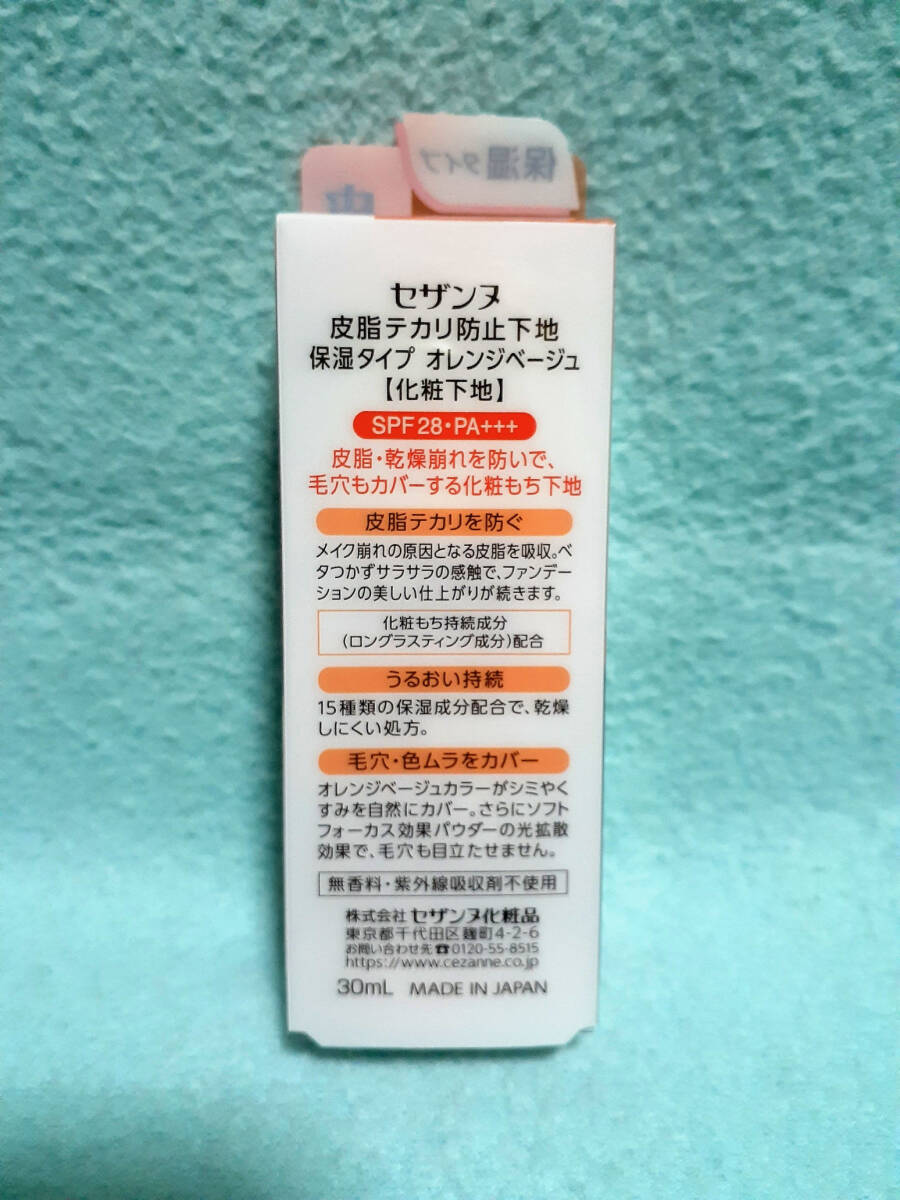 保湿タイプ
セザンヌ
皮脂テカリ防止下地
保湿タイプ オレンジベージュ
【化粧下地】
SPF28・PA+++
皮脂・乾燥崩れを防いで、
毛穴もカバーする化粧もち下地
皮脂テカリを防ぐ
メイク崩れの原因となる皮脂を吸収。ベ
タつかずサラサラの感触で、ファンデー
ションの美しい仕上がりが続きます。
化粧もち持続成分
(ロングラスティング成分)配合
うるおい持続
15種類の保湿成分配合で、乾燥
しにくい処方。
毛穴・色ムラをカバー
オレンジベージュカラーがシミやく
すみを自然にカバー。さらにソフト
フォーカス効果パウダーの光拡散
効果で、毛穴も目立たせません。
無香料・紫外線吸収剤不使用
株式会社 セザンヌ化粧品
東京都千代田区麹町4-2-6
お問い合わせ先☎0120-55-8515
https://www.cezanne.co.jp
30mL MADE IN JAPAN